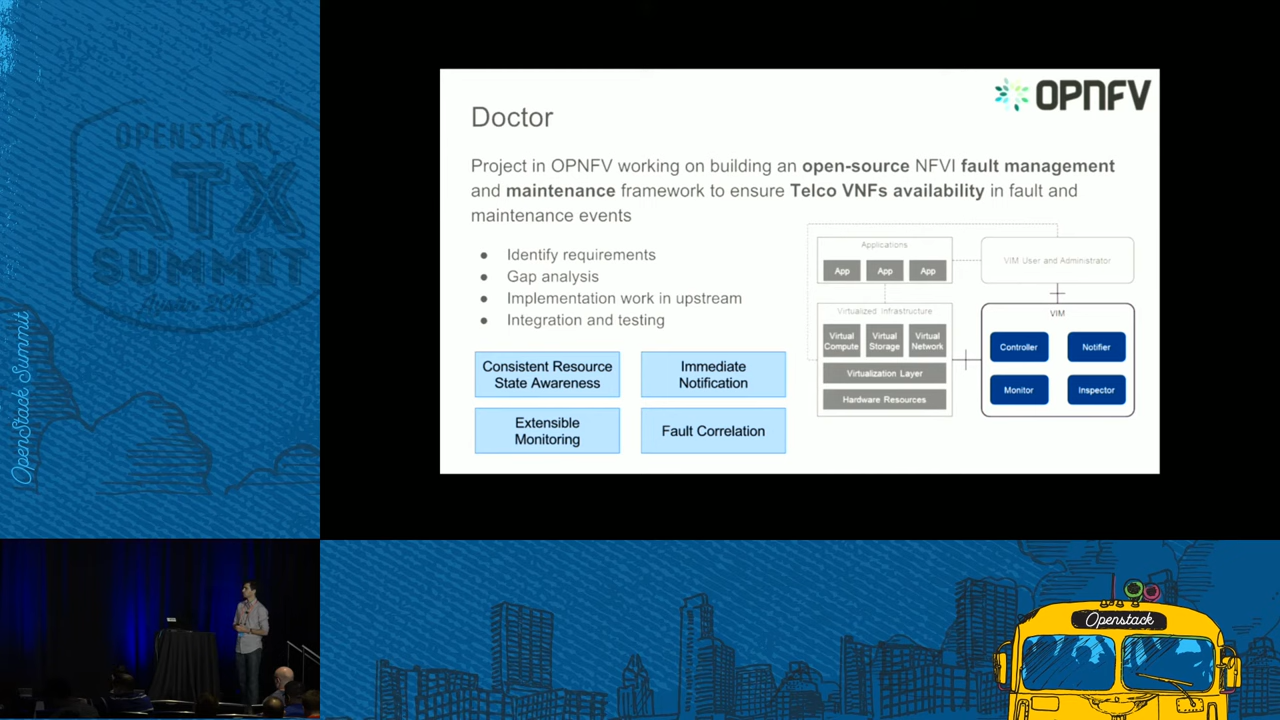 OPENSTACK
ATX
SUMMIT
Austin 2016
OpenStack Summit
OPNFV
Doctor
Project in OPNFV working on building an open-source NFVI fault management
and maintenance framework to ensure Telco VNFs availability in fault and
maintenance events
● Identify requirements
● Gap analysis
● Implementation work in upstream
● Integration and testing
Consistent Resource
State Awareness
Immediate
Notification
Extensible
Monitoring
Fault Correlation
Applications
App App App
VIM User and Administrator
Virtualized Infrastructure
Virtual
Compute
Virtual
Storage
Virtual
Network
Virtualization Layer
Hardware Resources
VIM
Controller
Notifier
Monitor
Inspector
Openstack